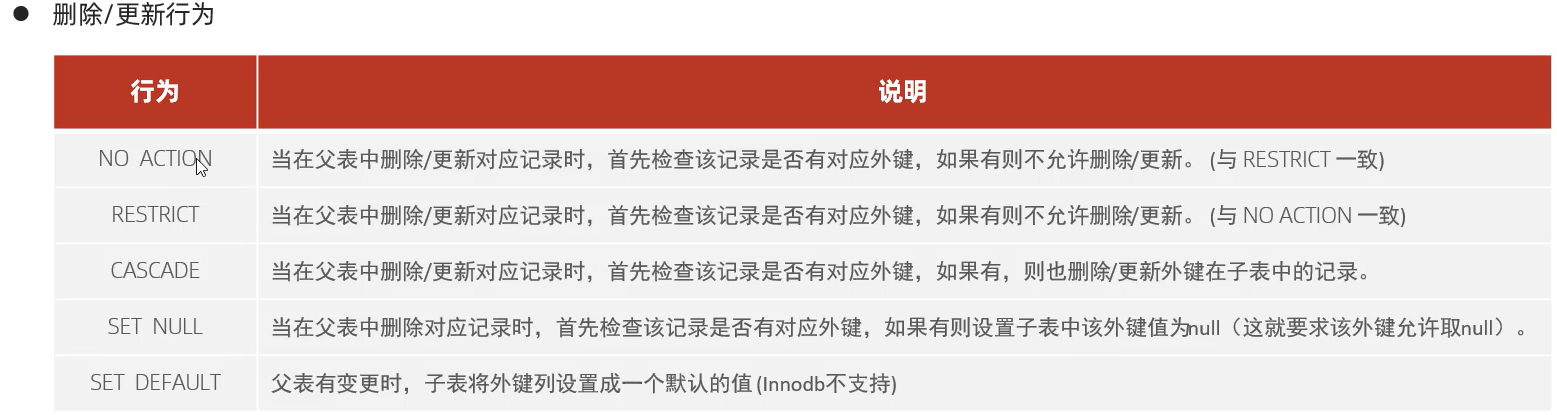 ● 删除/更新行为
行为 说明
NO ACTION 当在父表中删除/更新对应记录时，首先检查该记录是否有对应外键，如果有则不允许删除/更新。 (与 RESTRICT 一致)
RESTRICT 当在父表中删除/更新对应记录时，首先检查该记录是否有对应外键，如果有则不允许删除/更新。 (与 NO ACTION 一致)
CASCADE 当在父表中删除/更新对应记录时，首先检查该记录是否有对应外键，如果有，则也删除/更新外键在子表中的记录。
SET NULL 当在父表中删除对应记录时，首先检查该记录是否有对应外键，如果有则设置子表中该外键值为null（这就要求该外键允许取null）。
SET DEFAULT 父表有变更时，子表将外键列设置成一个默认的值 (Innodb不支持)